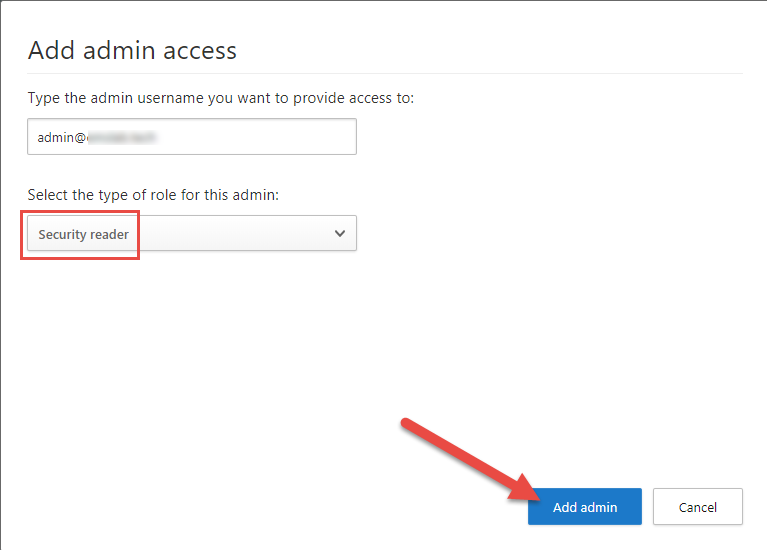 Add admin access
Type the admin username you want to provide access to:
admin@
Select the type of role for this admin:
Security reader
Add admin
Cancel